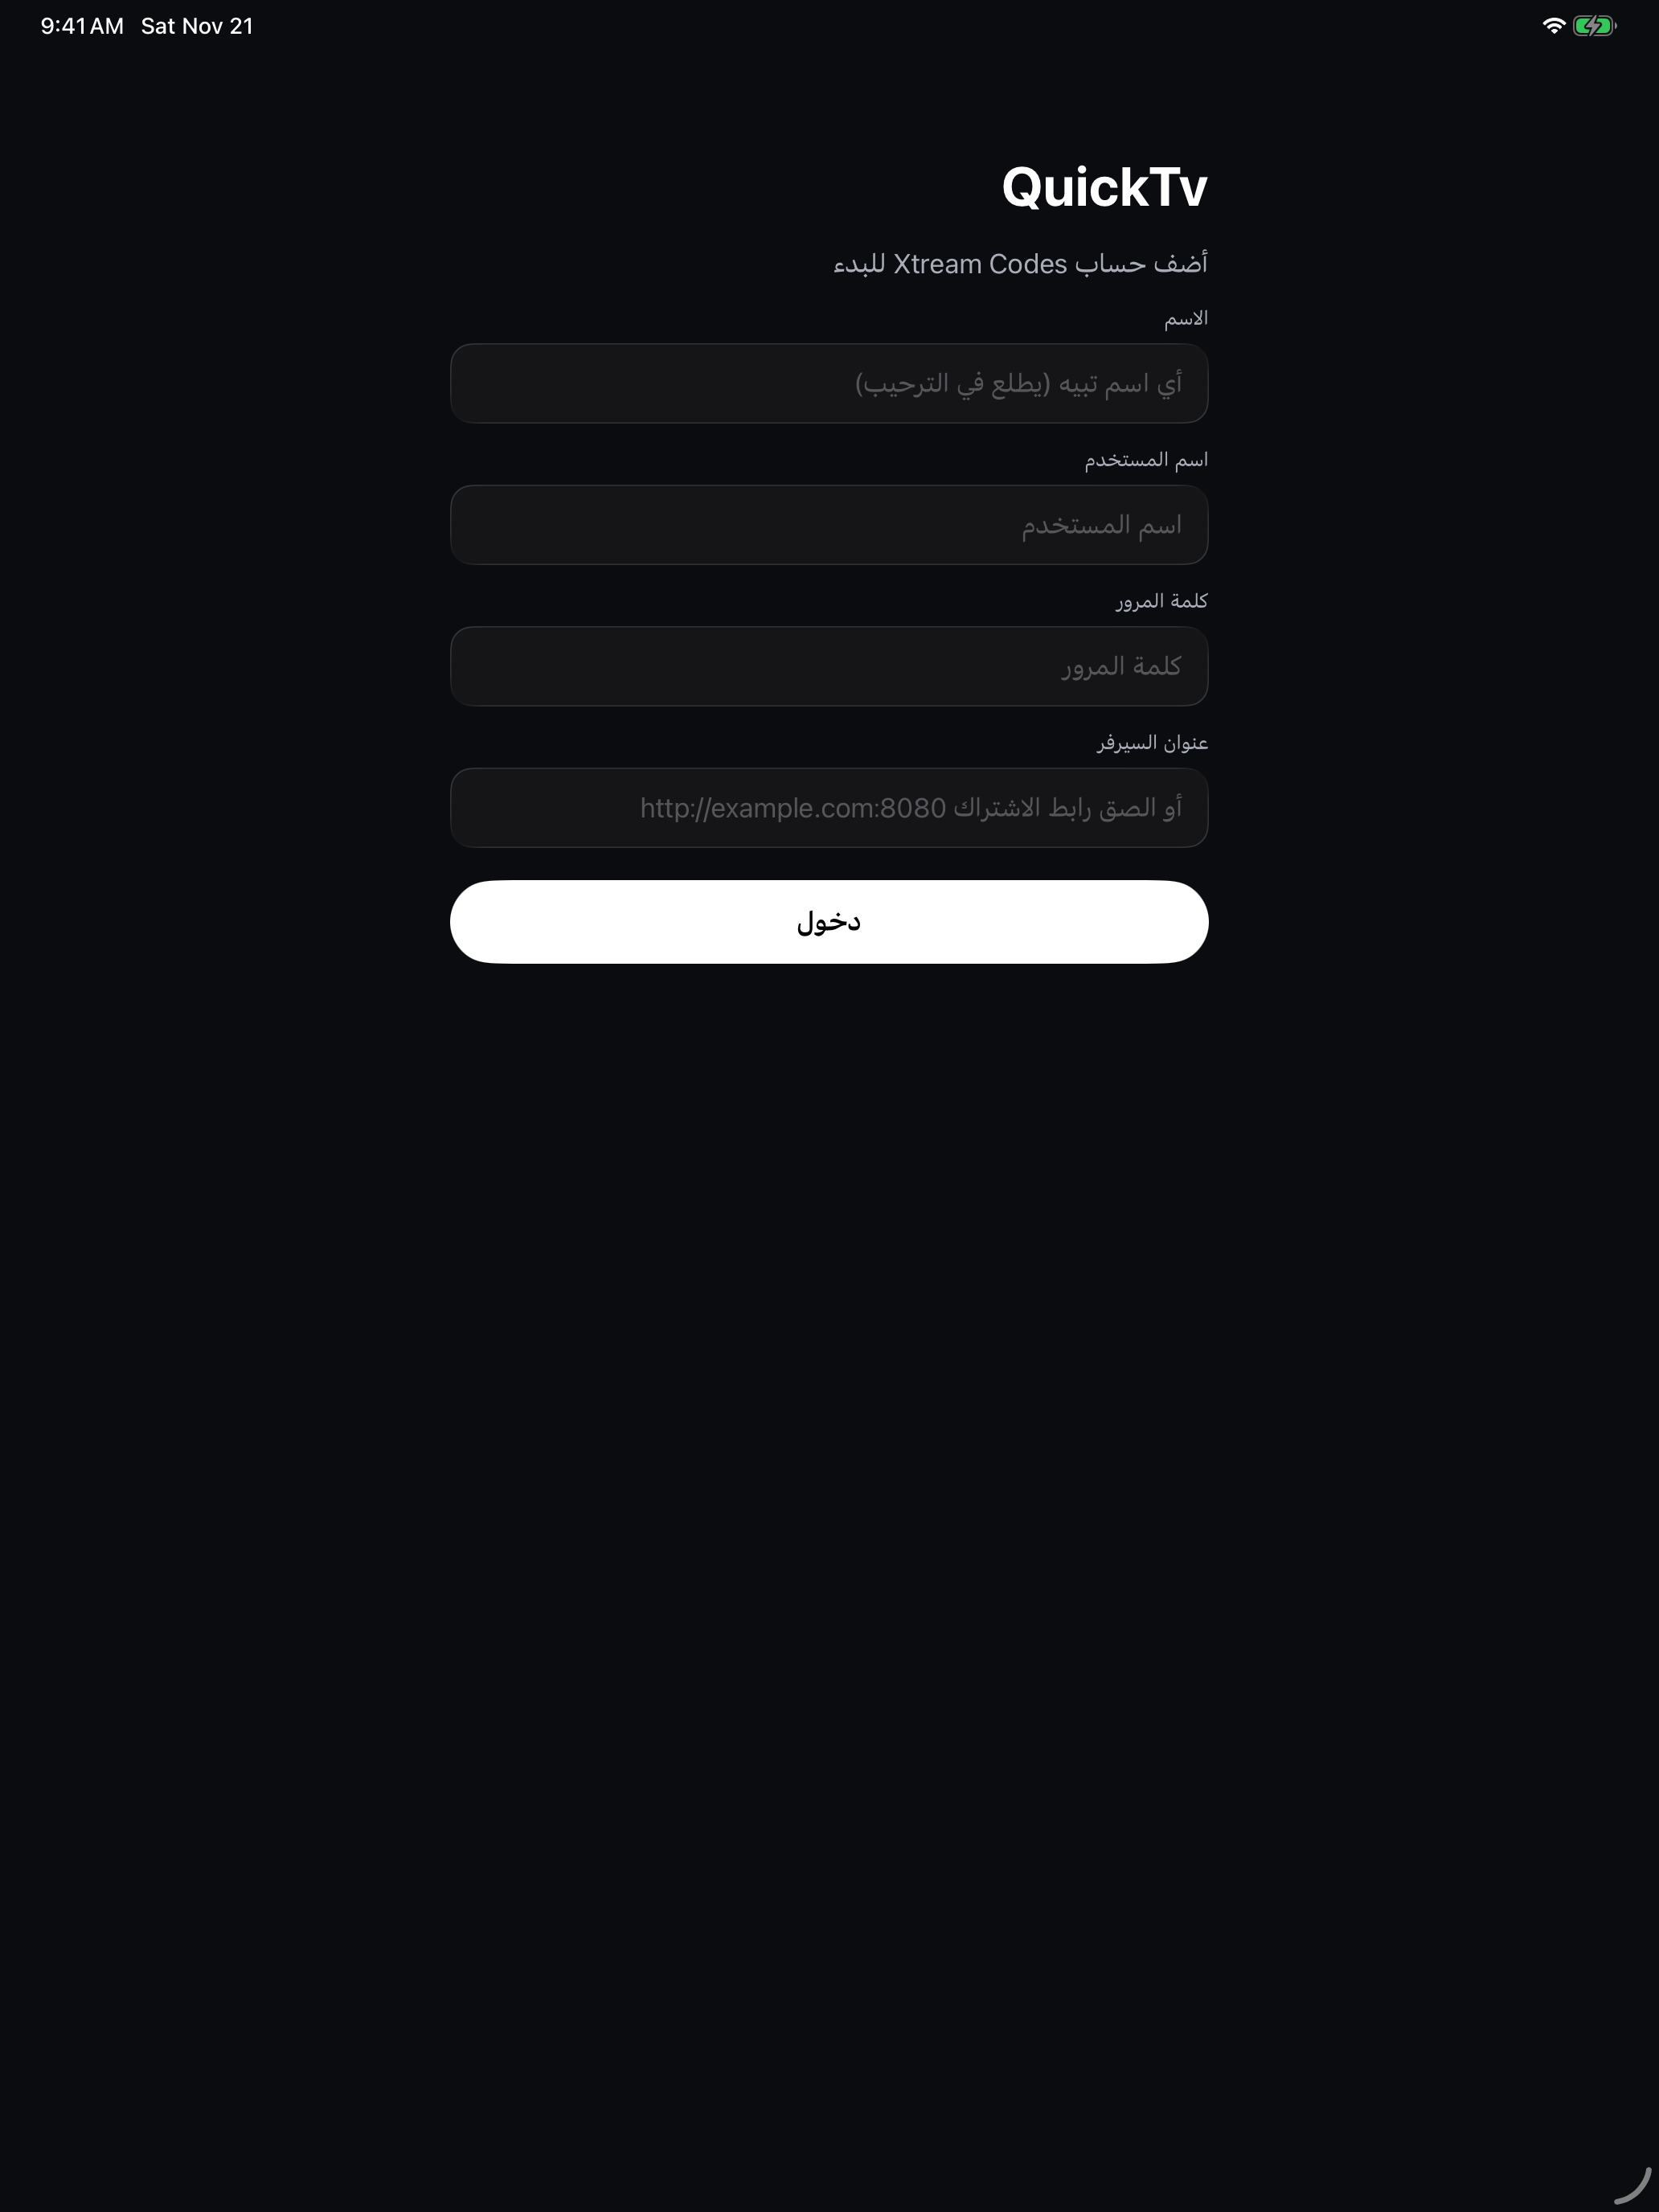 9:41 AM Sat Nov 21
QuickTv
أضف حساب Xtream Codes للبدء
الاسم
أي اسم تبيه (يطلع في الترحيب)
اسم المستخدم
اسم المستخدم
كلمة المرور
كلمة المرور
عنوان السيرفر
أو الصق رابط الاشتراك http://example.com:8080
دخول